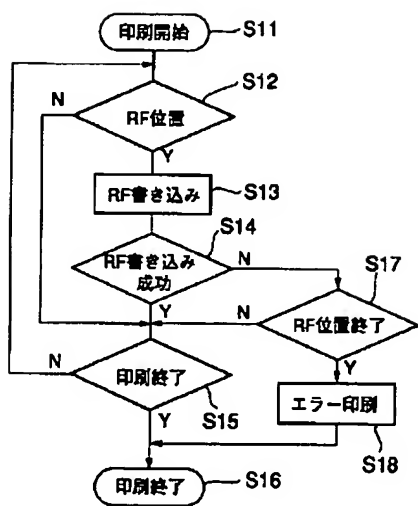 印刷開始
S11
S12
N
RF位置
Y
RF書き込み
S13
S14
RF書き込み
成功
N
Y
S17
RF位置終了
N
Y
N
印刷終了
S15
Y
エラー印刷
S18
印刷終了
S16